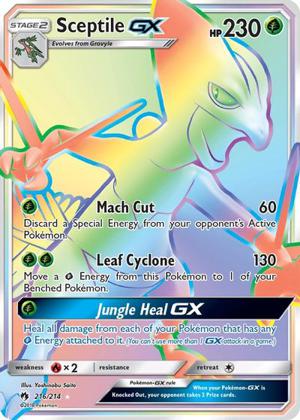 STAGE 2 Sceptile GX HP 230
Evolves from Grovyle
Mach Cut 60
Discard a Special Energy from your opponent's Active
Pokémon.
Leaf Cyclone 130
Move a Energy from this Pokémon to 1 of your
Benched Pokémon.
Jungle Heal GX
Heal all damage from each of your Pokémon that has any
Energy attached to it. (You can't use more than 1 GX attack in a game.)
weakness × 2 resistance retreat
Illus. Yoshinobu Saito
216/214
©2018 Pokémon
Pokémon-GX rule
When your Pokémon-GX is
Knocked Out, your opponent takes 2 Prize cards.